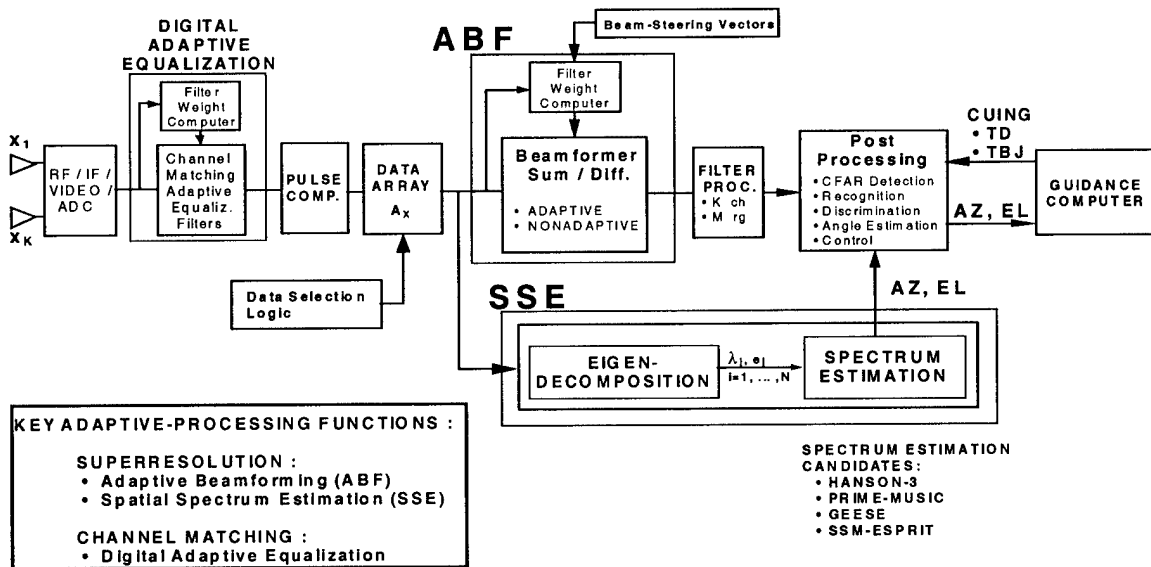 DIGITAL
ADAPTIVE
EQUALIZATION
Filter
Weight
Computer
Channel
Matching
Adaptive
Equaliz.
Filters
X1
XK
RF / IF /
VIDEO /
ADC
PULSE
COMP.
DATA
ARRAY
AX
Data Selection
Logic
ABF
Beam-Steering Vectors
Filter
Weight
Computer
Beamformer
Sum / Diff.
• ADAPTIVE
• NONADAPTIVE
FILTER
PROC.
Post
Processing
• CFAR Detection
• Recognition
• Discrimination
• Angle Estimation
• Control
CUING
• TD
• TBJ
AZ, EL
GUIDANCE
COMPUTER
AZ, EL
SSE
EIGEN-
DECOMPOSITION
λi, ei
i=1, ... ,N
SPECTRUM
ESTIMATION
KEY ADAPTIVE-PROCESSING FUNCTIONS :
SUPERRESOLUTION :
• Adaptive Beamforming (ABF)
• Spatial Spectrum Estimation (SSE)
CHANNEL MATCHING :
• Digital Adaptive Equalization
SPECTRUM ESTIMATION
CANDIDATES:
• HANSON-3
• PRIME-MUSIC
• GEESE
• SSM-ESPRIT